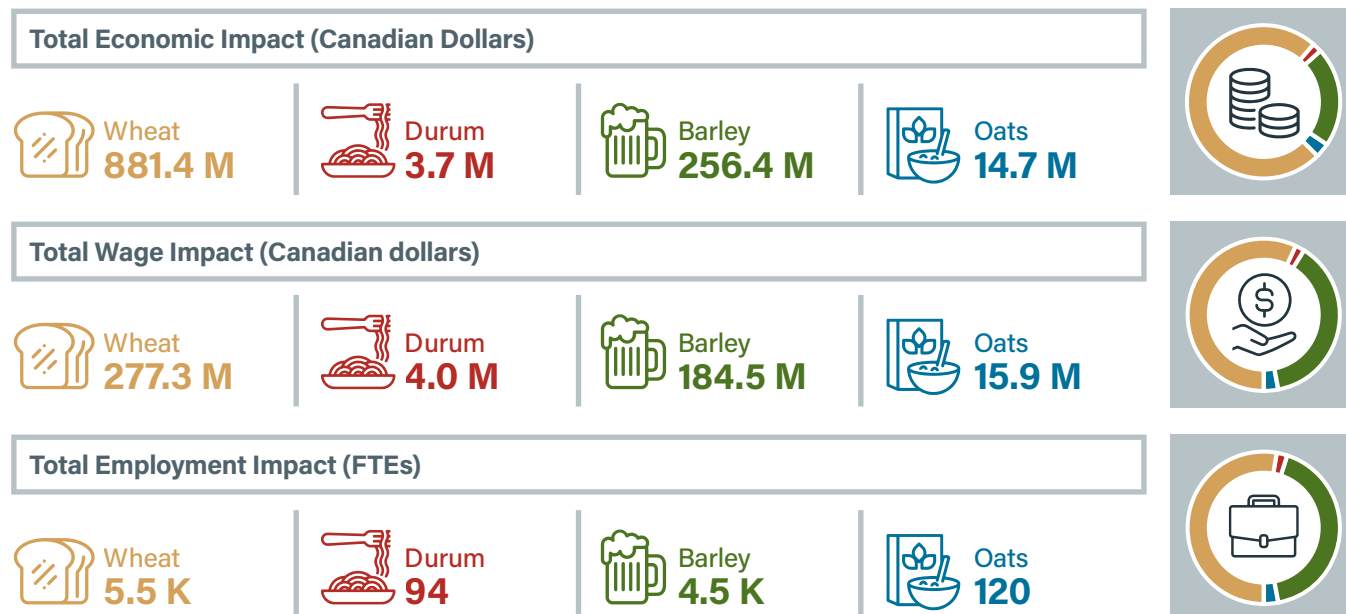 Total Economic Impact (Canadian Dollars)
Wheat
881.4 M
Durum
3.7 M
Barley
256.4 M
Oats
14.7 M
Total Wage Impact (Canadian dollars)
Wheat
277.3 M
Durum
4.0 M
Barley
184.5 M
Oats
15.9 M
Total Employment Impact (FTEs)
Wheat
5.5 K
Durum
94
Barley
4.5 K
Oats
120